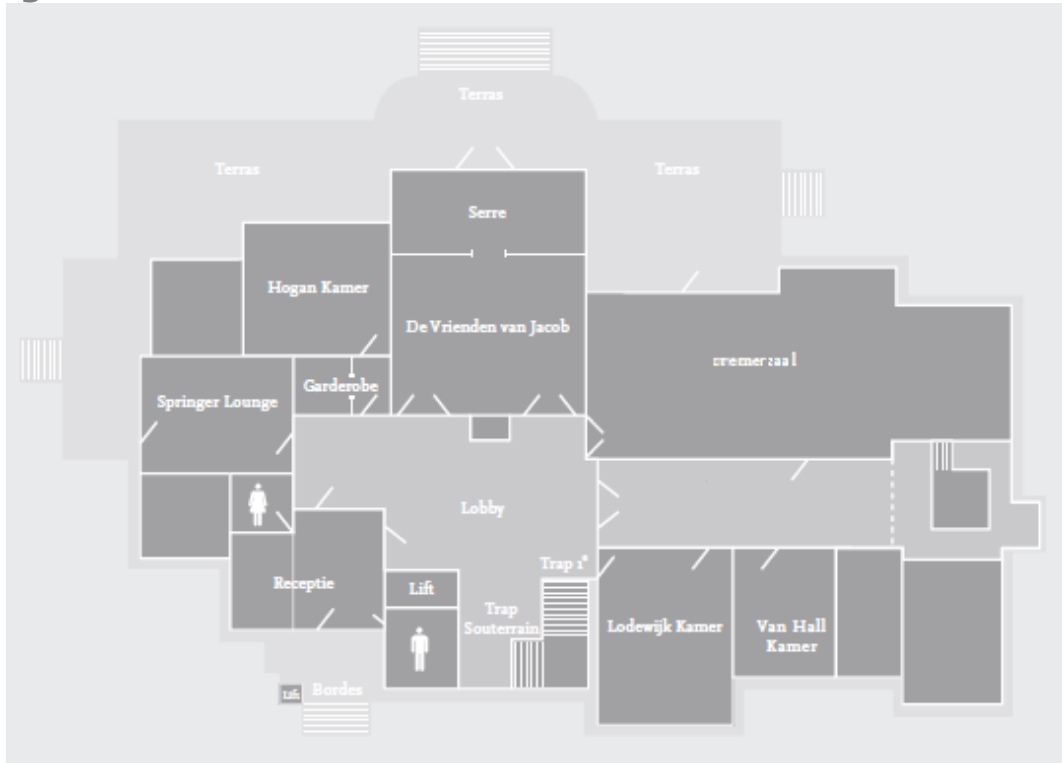 Terras
Terras
Terras
Serre
Hogan Kamer
De Vrienden van Jacob
Garderobe
Springer Lounge
Lobby
Trap 1e
Receptie
Lift
Trap
Souterrain
Lodewijk Kamer
Van Hall
Kamer
Lift
Bordes